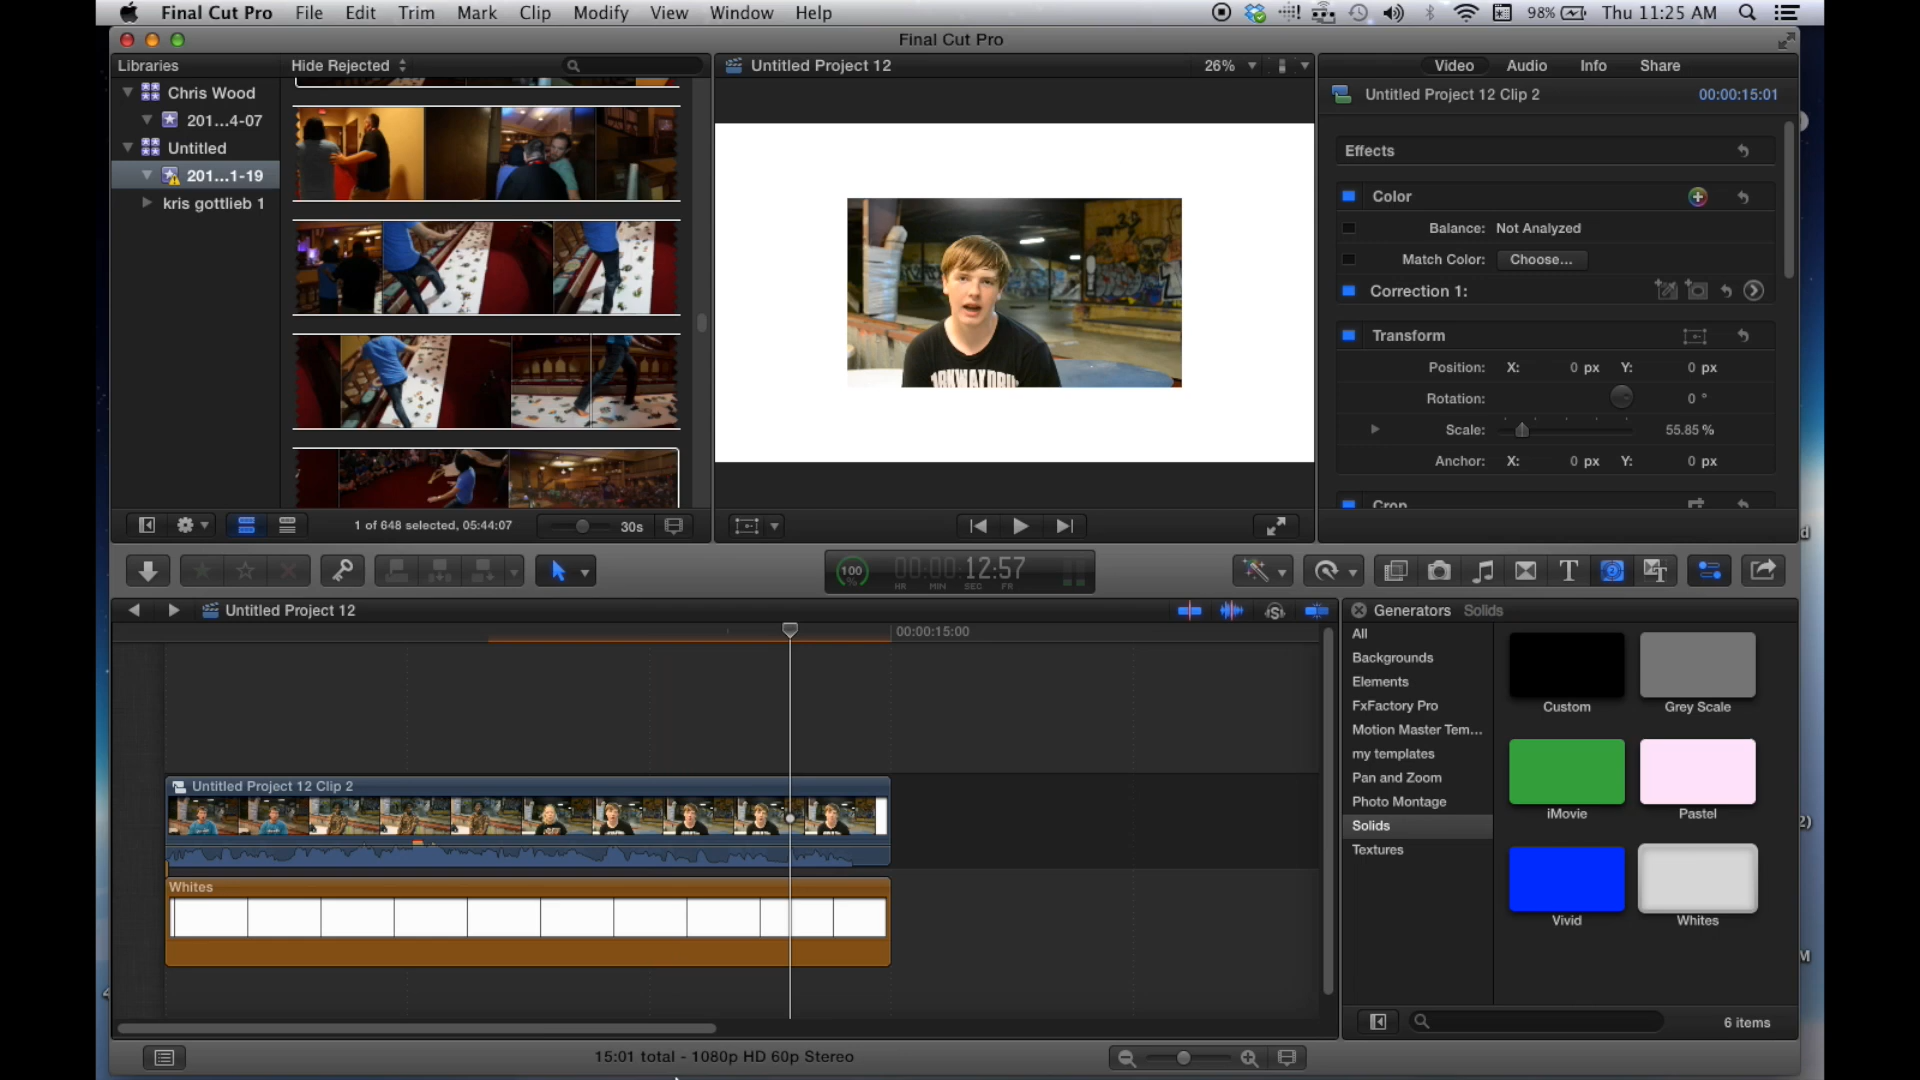 Final Cut Pro File Edit Trim Mark Clip Modify View Window Help 98% Thu 11:25 AM
Final Cut Pro
Libraries Hide Rejected Untitled Project 12 26% Video Audio Info Share
Chris Wood
201...4-07
Untitled
201...1-19
kris gottlieb 1
Untitled Project 12 Clip 2 00:00:15:01
Effects
Color
Balance: Not Analyzed
Match Color: Choose...
Correction 1:
Transform
Position: X: 0 px Y: 0 px
Rotation: 0 °
Scale: 55.85 %
Anchor: X: 0 px Y: 0 px
Crop
1 of 648 selected, 05:44:07 30s
100 % 00:00:12:57
HR MIN SEC FR
Untitled Project 12
00:00:15:00
Untitled Project 12 Clip 2
Whites
Generators Solids
All
Backgrounds
Elements
FxFactory Pro
Motion Master Tem...
my templates
Pan and Zoom
Photo Montage
Solids
Textures
Custom Grey Scale
iMovie Pastel
Vivid Whites
6 items
15:01 total - 1080p HD 60p Stereo